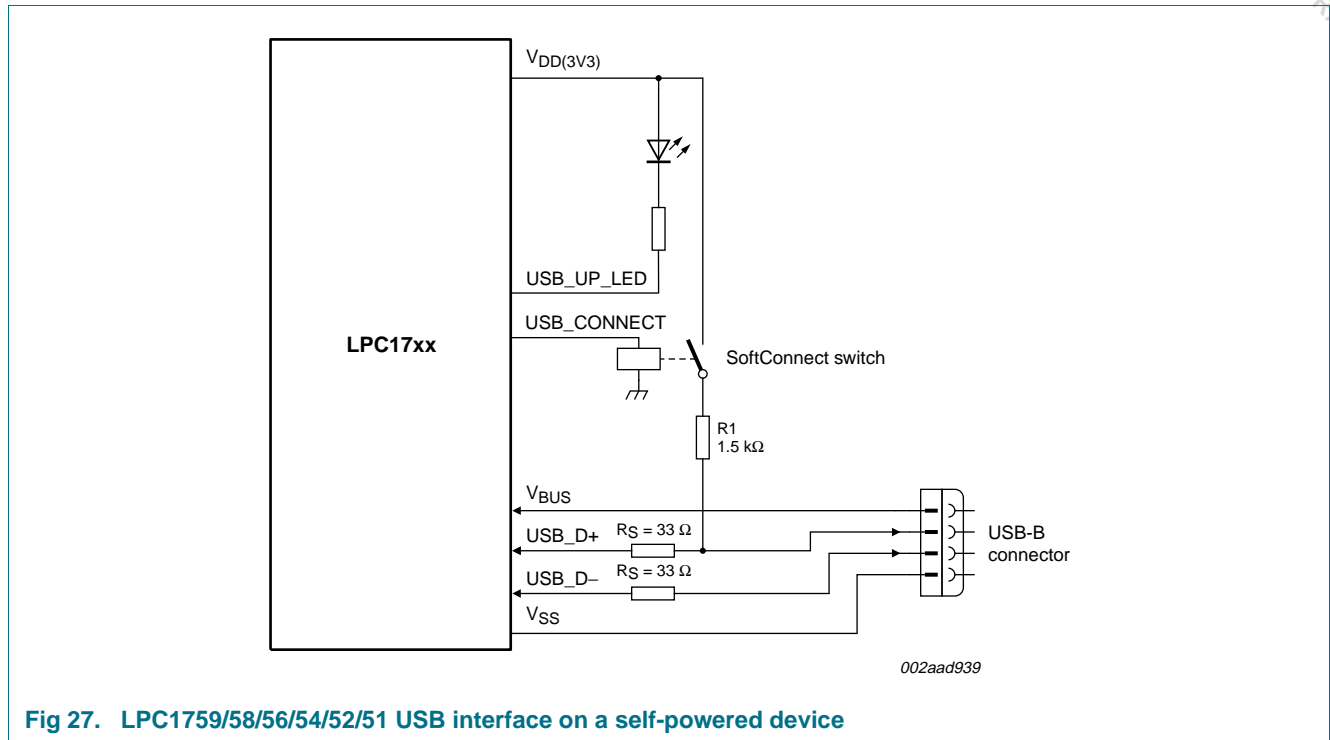 VDD(3V3)
USB_UP_LED
USB_CONNECT
LPC17xx
SoftConnect switch
R1
1.5 kΩ
VBUS
USB_D+
RS = 33 Ω
USB-B
connector
USB_D−
RS = 33 Ω
VSS
002aad939
Fig 27. LPC1759/58/56/54/52/51 USB interface on a self-powered device